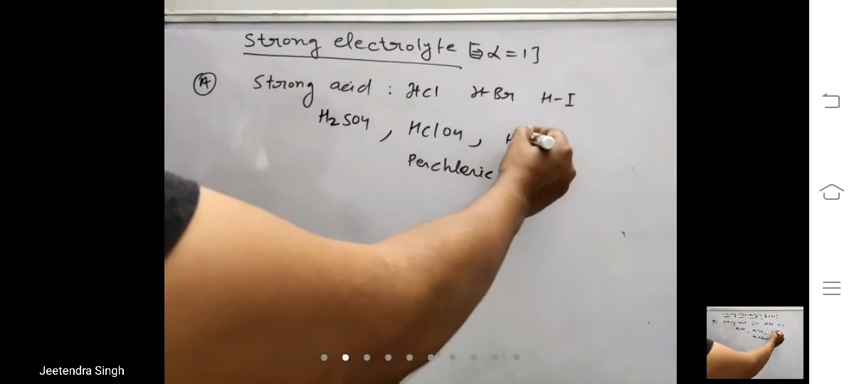 Strong electrolyte [⇒ α = 1]
(A) Strong acid : HCl HBr H-I
H2SO4 , HClO4 , H
Perchloric
Jeetendra Singh